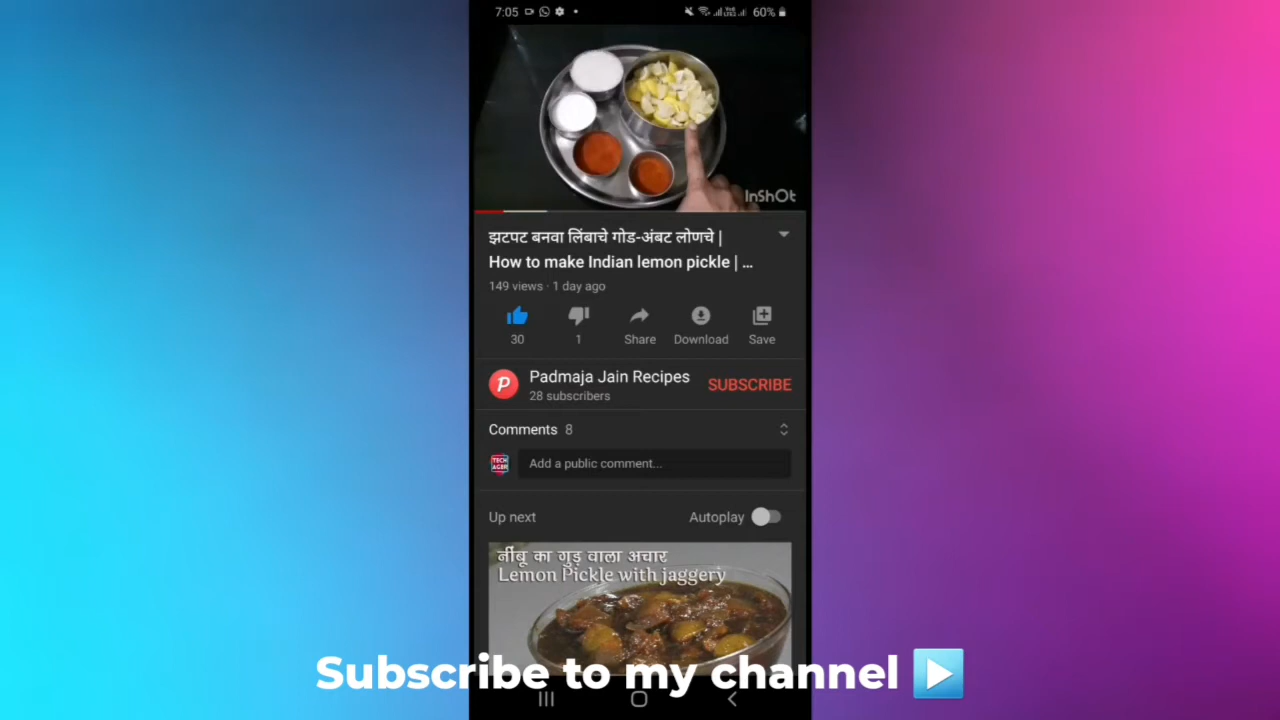 7:05
60%
InShOt
झटपट बनवा लिंबाचे गोड-अंबट लोणचे |
How to make Indian lemon pickle | ...
149 views · 1 day ago
30
1
Share
Download
Save
P
Padmaja Jain Recipes
28 subscribers
SUBSCRIBE
Comments 8
TECH
AGER
Add a public comment...
Up next
Autoplay
नींबू का गुड़ वाला अचार
Lemon Pickle with jaggery
Subscribe to my channel